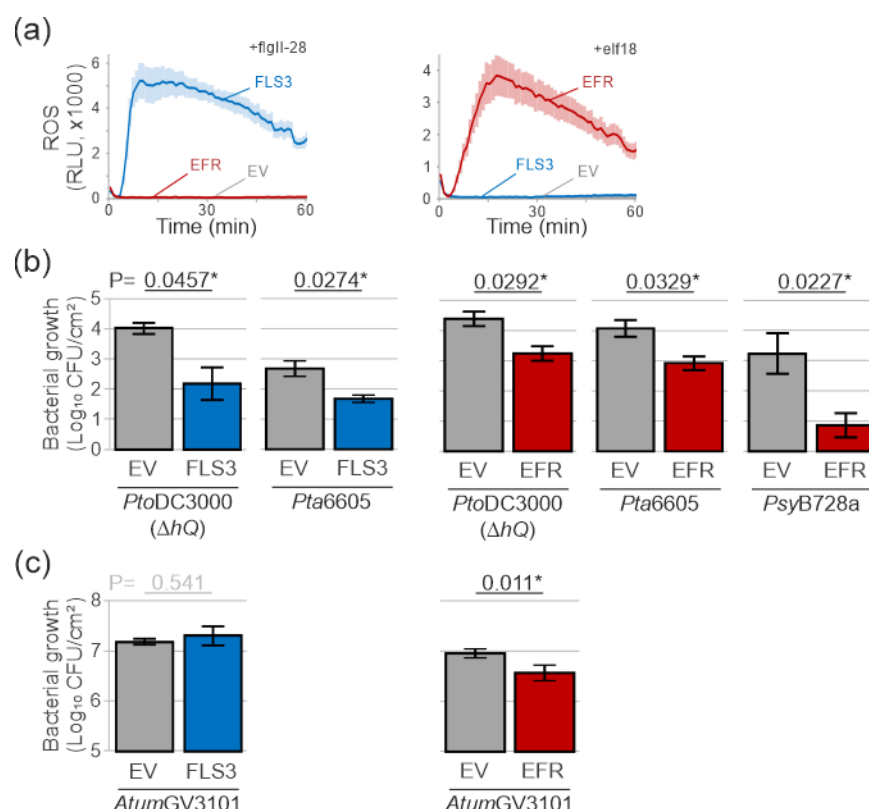 (a)
+flgII-28
+elf18
ROS
(RLU, x1000)
6
4
2
0
FLS3
EFR
EV
0
30
60
Time (min)
4
3
2
1
0
EFR
FLS3
EV
0
30
60
Time (min)
(b)
P= 0.0457*
0.0274*
0.0292*
0.0329*
0.0227*
Bacterial growth
(Log₁₀ CFU/cm²)
5
4
3
2
1
0
EV FLS3
EV FLS3
EV EFR
EV EFR
EV EFR
PtoDC3000
(ΔhQ)
Pta6605
PtoDC3000
(ΔhQ)
Pta6605
PsyB728a
(c)
P= 0.541
0.011*
Bacterial growth
(Log₁₀ CFU/cm²)
8
7
6
5
EV FLS3
EV EFR
AtumGV3101
AtumGV3101